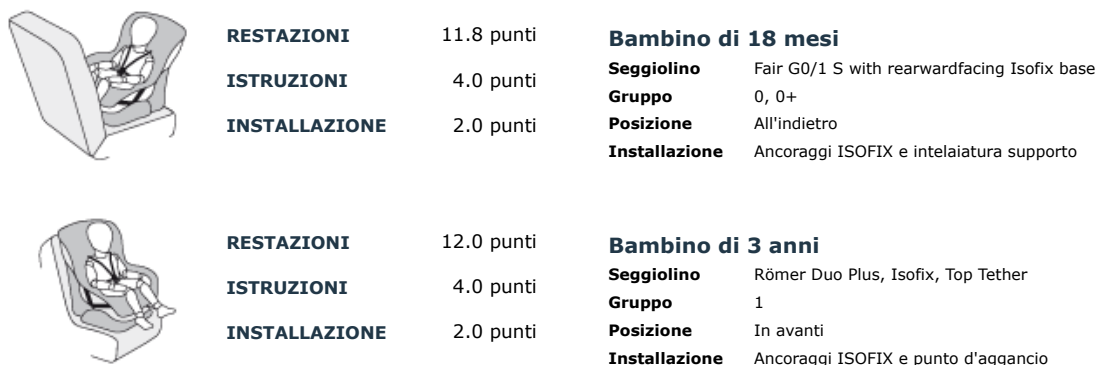 RESTAZIONI 11.8 punti
ISTRUZIONI 4.0 punti
INSTALLAZIONE 2.0 punti
Bambino di 18 mesi
Seggiolino Fair G0/1 S with rearwardfacing Isofix base
Gruppo 0, 0+
Posizione All'indietro
Installazione Ancoraggi ISOFIX e intelaiatura supporto
RESTAZIONI 12.0 punti
ISTRUZIONI 4.0 punti
INSTALLAZIONE 2.0 punti
Bambino di 3 anni
Seggiolino Römer Duo Plus, Isofix, Top Tether
Gruppo 1
Posizione In avanti
Installazione Ancoraggi ISOFIX e punto d'aggancio